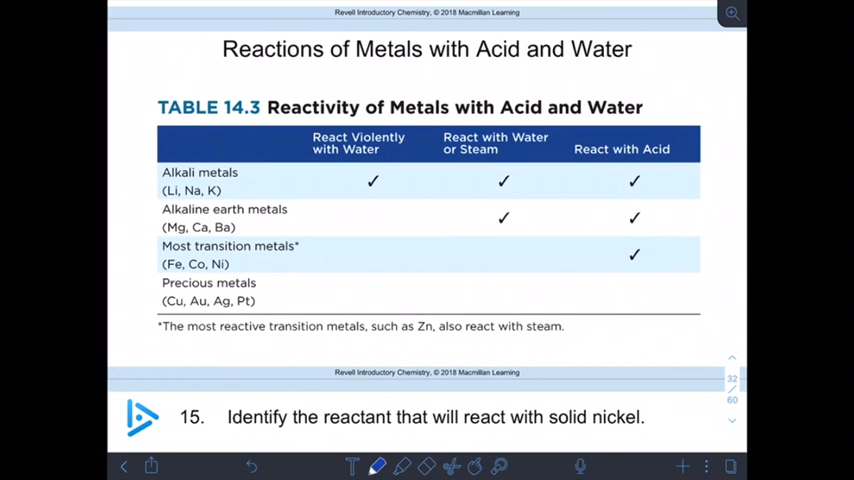 Revell Introductory Chemistry, © 2018 Macmillan Learning
Reactions of Metals with Acid and Water
TABLE 14.3 Reactivity of Metals with Acid and Water
React Violently with Water
React with Water or Steam
React with Acid
Alkali metals ✓ ✓ ✓
(Li, Na, K)
Alkaline earth metals ✓ ✓
(Mg, Ca, Ba)
Most transition metals* ✓
(Fe, Co, Ni)
Precious metals
(Cu, Au, Ag, Pt)
*The most reactive transition metals, such as Zn, also react with steam.
Revell Introductory Chemistry, © 2018 Macmillan Learning
32
/
60
15. Identify the reactant that will react with solid nickel.